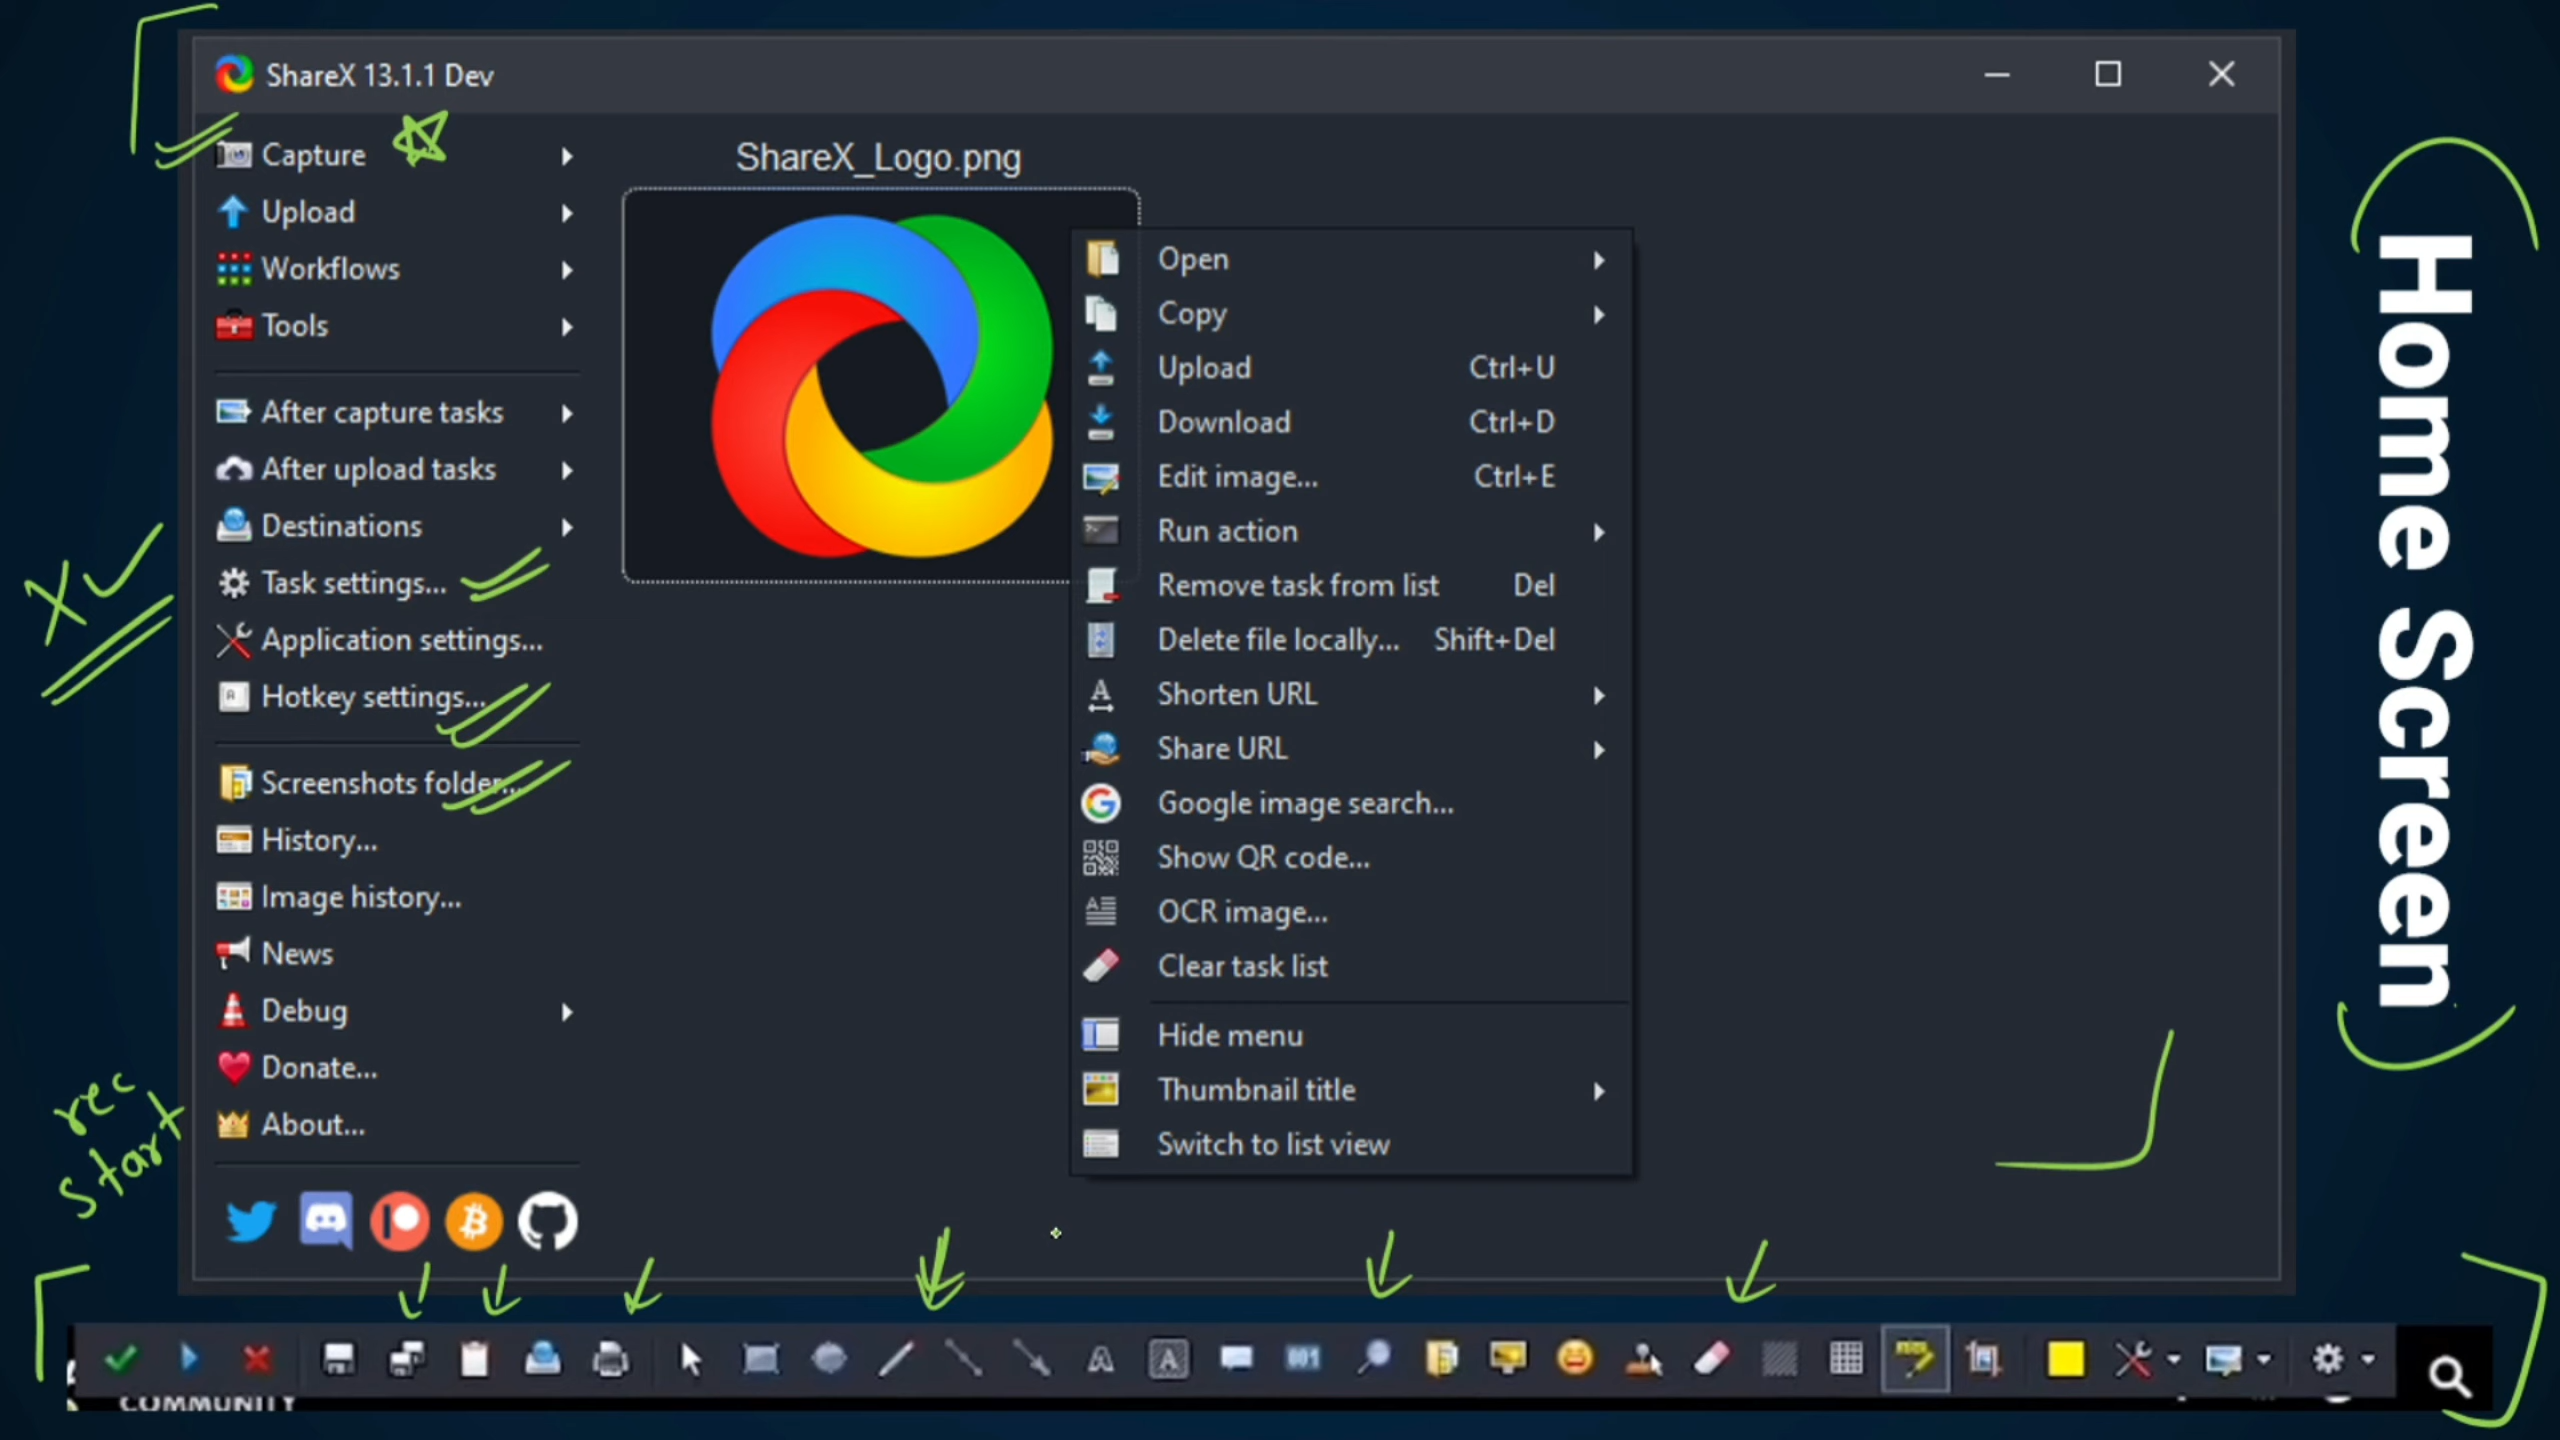 ShareX 13.1.1 Dev
Capture
Upload
Workflows
Tools
After capture tasks
After upload tasks
Destinations
Task settings...
Application settings...
Hotkey settings...
Screenshots folder...
History...
Image history...
News
Debug
Donate...
About...
ShareX_Logo.png
Open
Copy
Upload Ctrl+U
Download Ctrl+D
Edit image... Ctrl+E
Run action
Remove task from list Del
Delete file locally... Shift+Del
Shorten URL
Share URL
Google image search...
Show QR code...
OCR image...
Clear task list
Hide menu
Thumbnail title
Switch to list view
Home Screen
X
rec
start
001
COMMUNITY